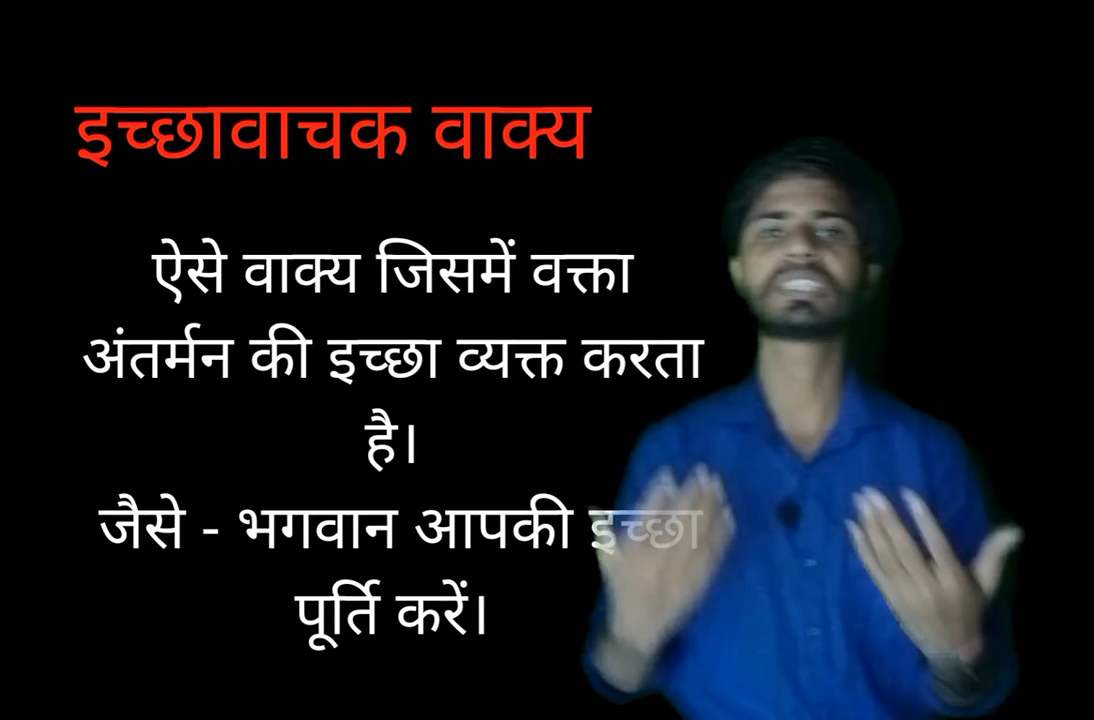 इच्छावाचक वाक्य
ऐसे वाक्य जिसमें वक्ता
अंतर्मन की इच्छा व्यक्त करता
है।
जैसे - भगवान आपकी इच्छा
पूर्ति करें।